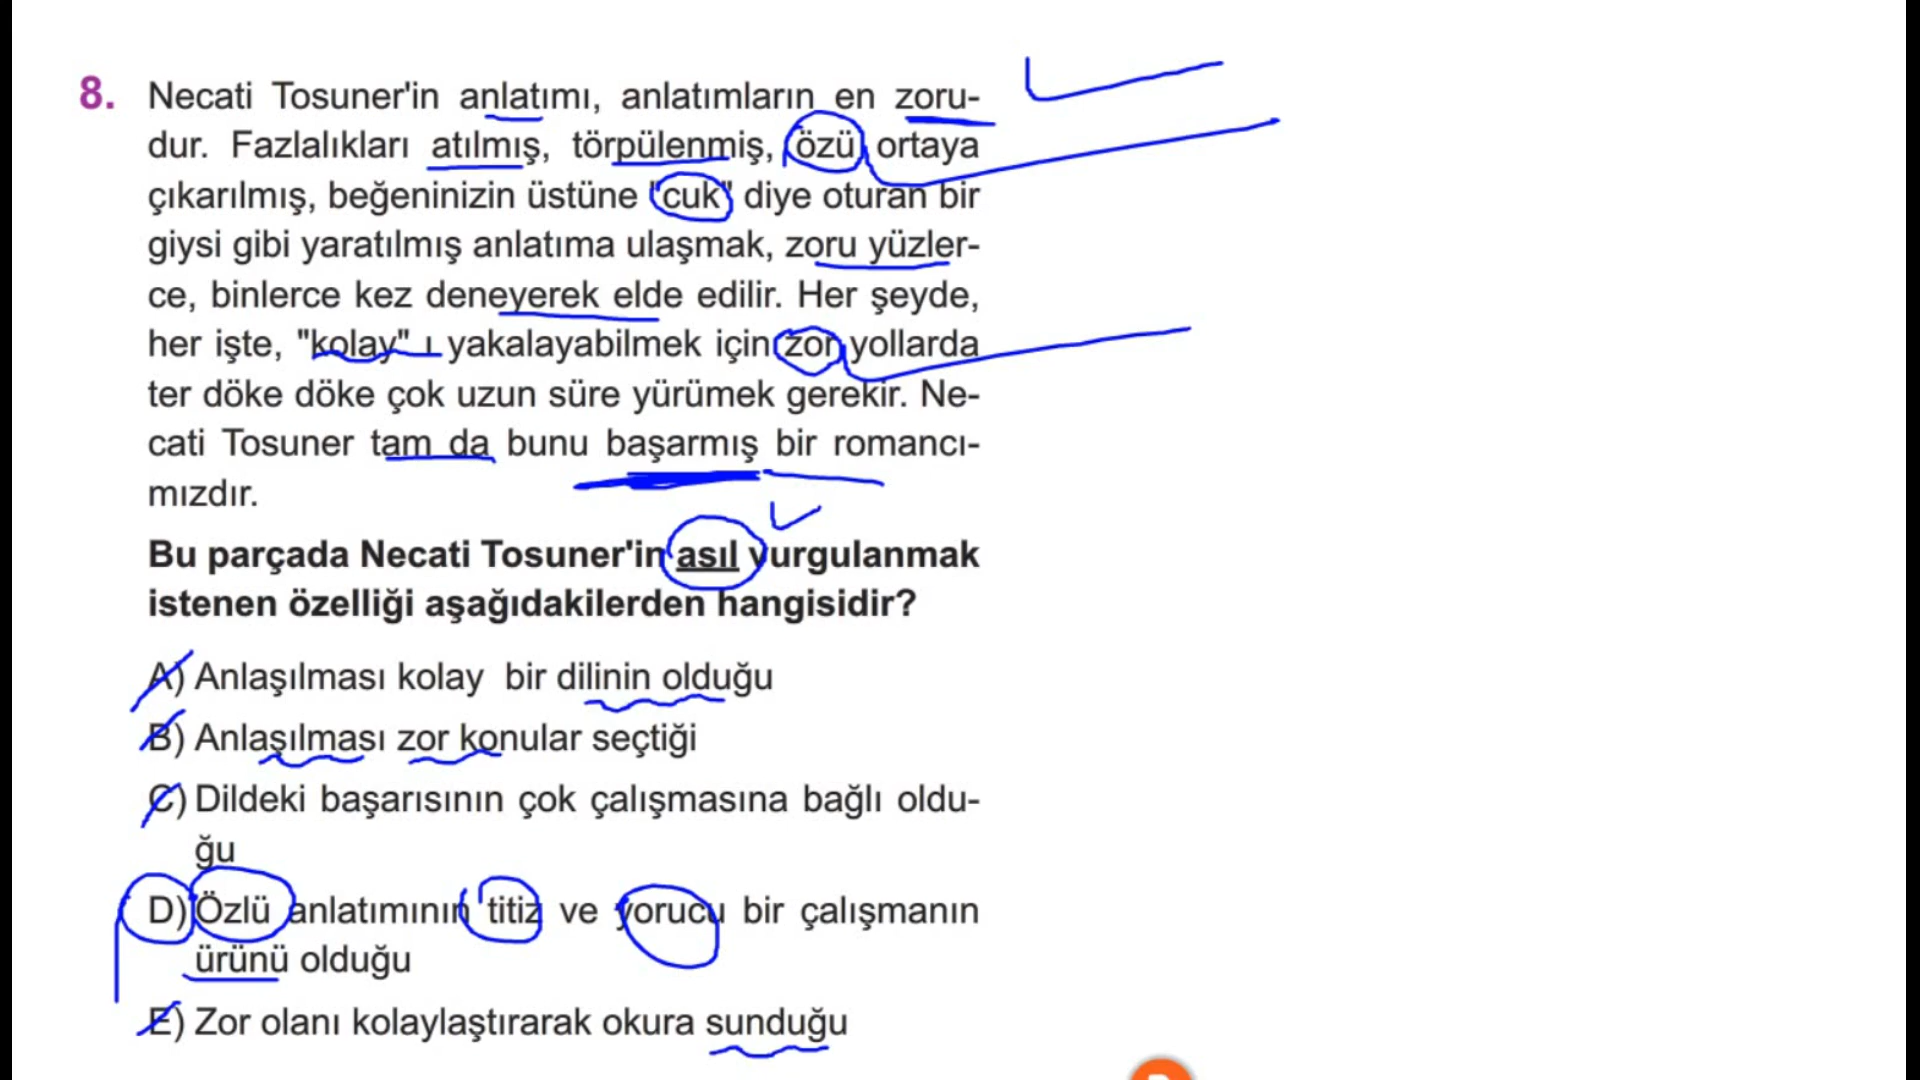 8. Necati Tosuner'in anlatımı, anlatımların en zoru-
dur. Fazlalıkları atılmış, törpülenmiş, özü ortaya
çıkarılmış, beğeninizin üstüne "cuk" diye oturan bir
giysi gibi yaratılmış anlatıma ulaşmak, zoru yüzler-
ce, binlerce kez deneyerek elde edilir. Her şeyde,
her işte, "kolay" ı yakalayabilmek için zor yollarda
ter döke döke çok uzun süre yürümek gerekir. Ne-
cati Tosuner tam da bunu başarmış bir romancı-
mızdır.
Bu parçada Necati Tosuner'in asıl vurgulanmak
istenen özelliği aşağıdakilerden hangisidir?
A) Anlaşılması kolay bir dilinin olduğu
B) Anlaşılması zor konular seçtiği
C) Dildeki başarısının çok çalışmasına bağlı oldu-
ğu
D) Özlü anlatımının titiz ve yorucu bir çalışmanın
ürünü olduğu
E) Zor olanı kolaylaştırarak okura sunduğu